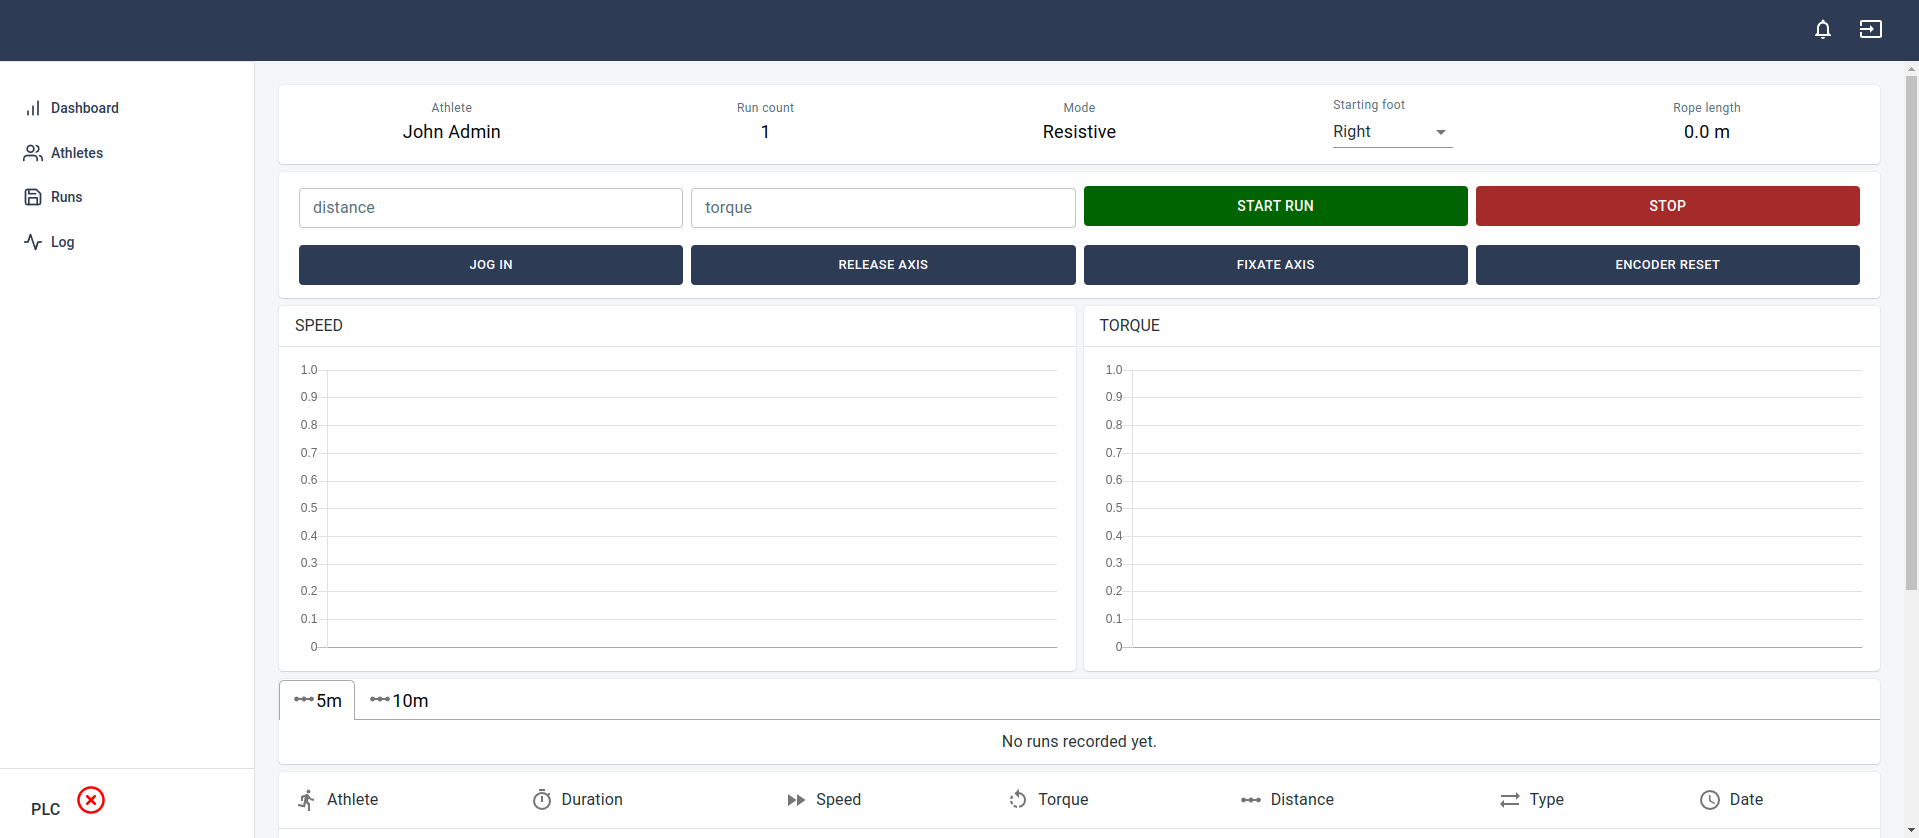 Dashboard
Athletes
Runs
Log
PLC
Athlete
John Admin
Run count
1
Mode
Resistive
Starting foot
Right
Rope length
0.0 m
distance
torque
START RUN
STOP
JOG IN
RELEASE AXIS
FIXATE AXIS
ENCODER RESET
SPEED
1.0
0.9
0.8
0.7
0.6
0.5
0.4
0.3
0.2
0.1
0
TORQUE
1.0
0.9
0.8
0.7
0.6
0.5
0.4
0.3
0.2
0.1
0
5m 10m
No runs recorded yet.
Athlete Duration Speed Torque Distance Type Date